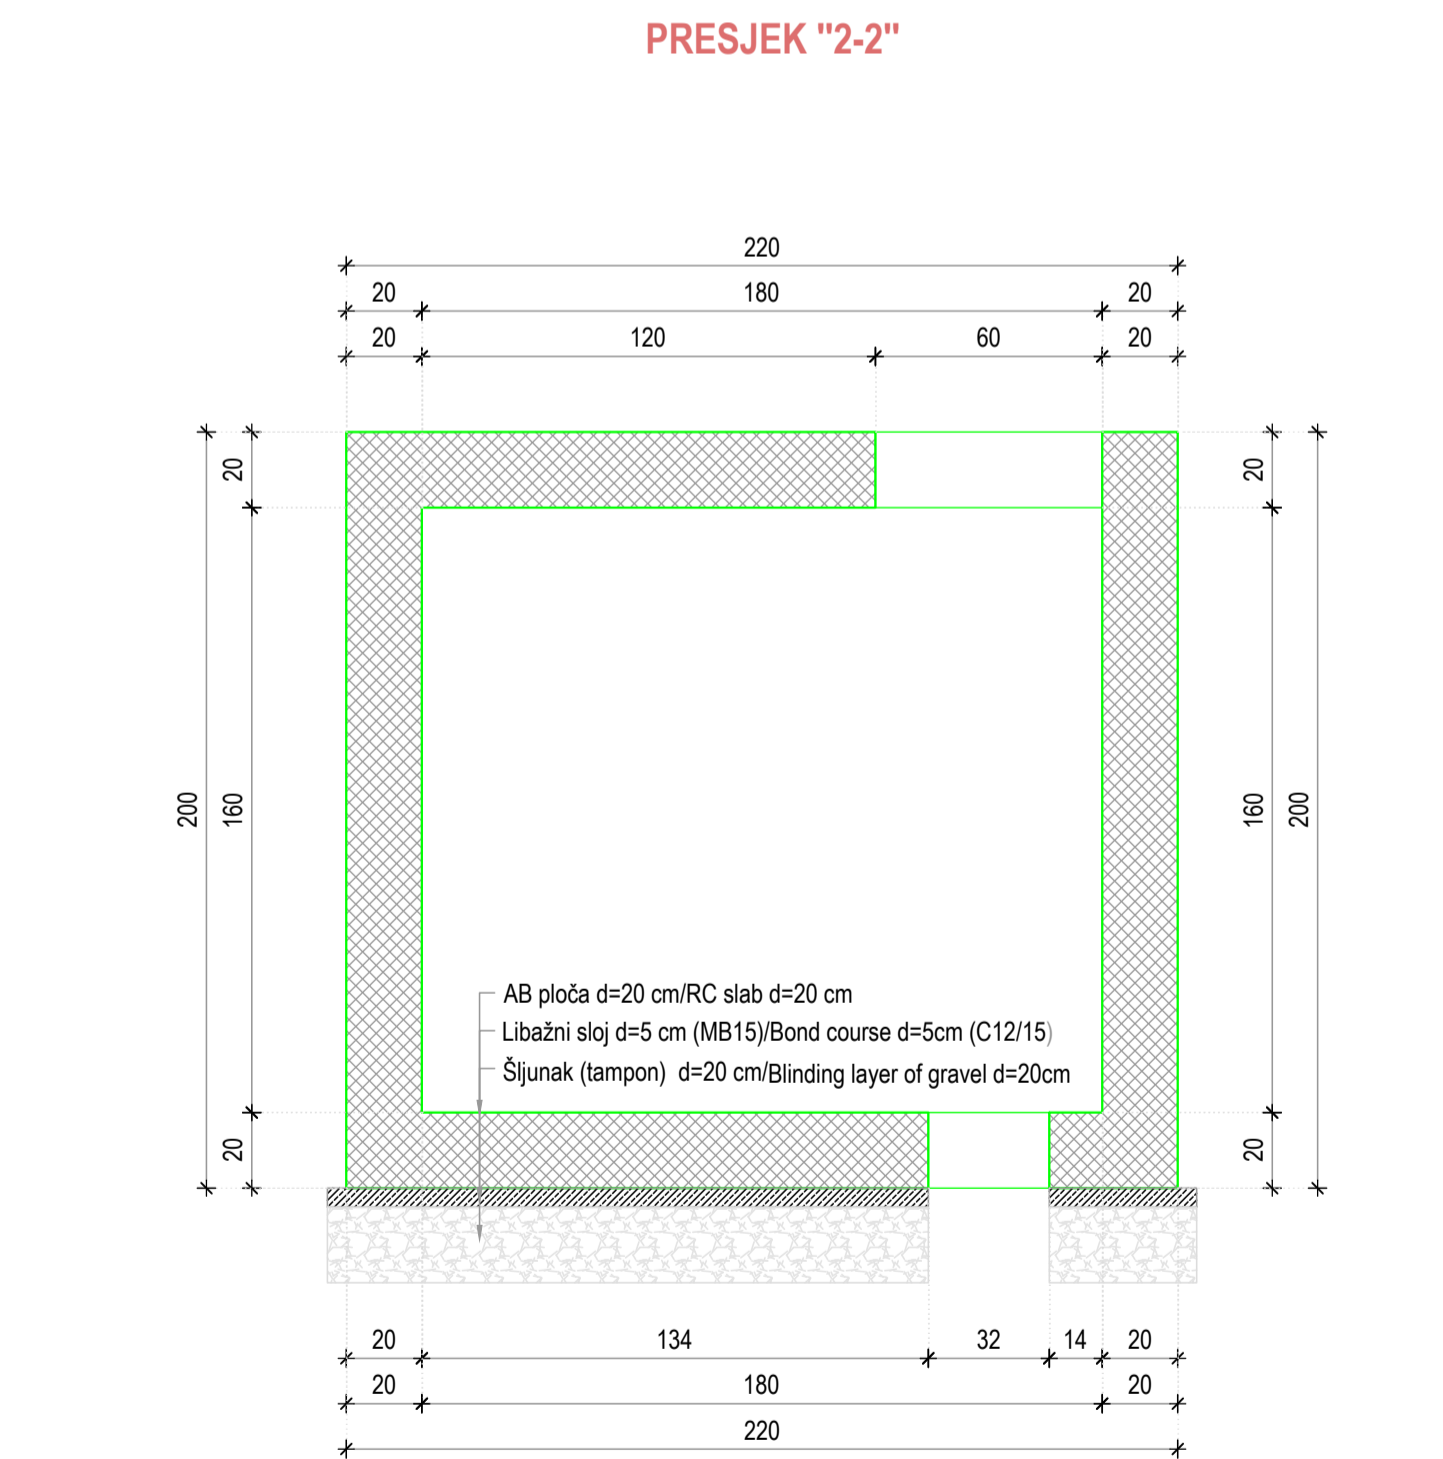 PRESJEK "2-2"
220
20 180 20
20 120 60 20
20 20
200 160 160 200
AB ploča d=20 cm/RC slab d=20 cm
Libažni sloj d=5 cm (MB15)/Bond course d=5cm (C12/15)
Šljunak (tampon) d=20 cm/Blinding layer of gravel d=20cm
20 20
20 134 32 14 20
20 180 20
220